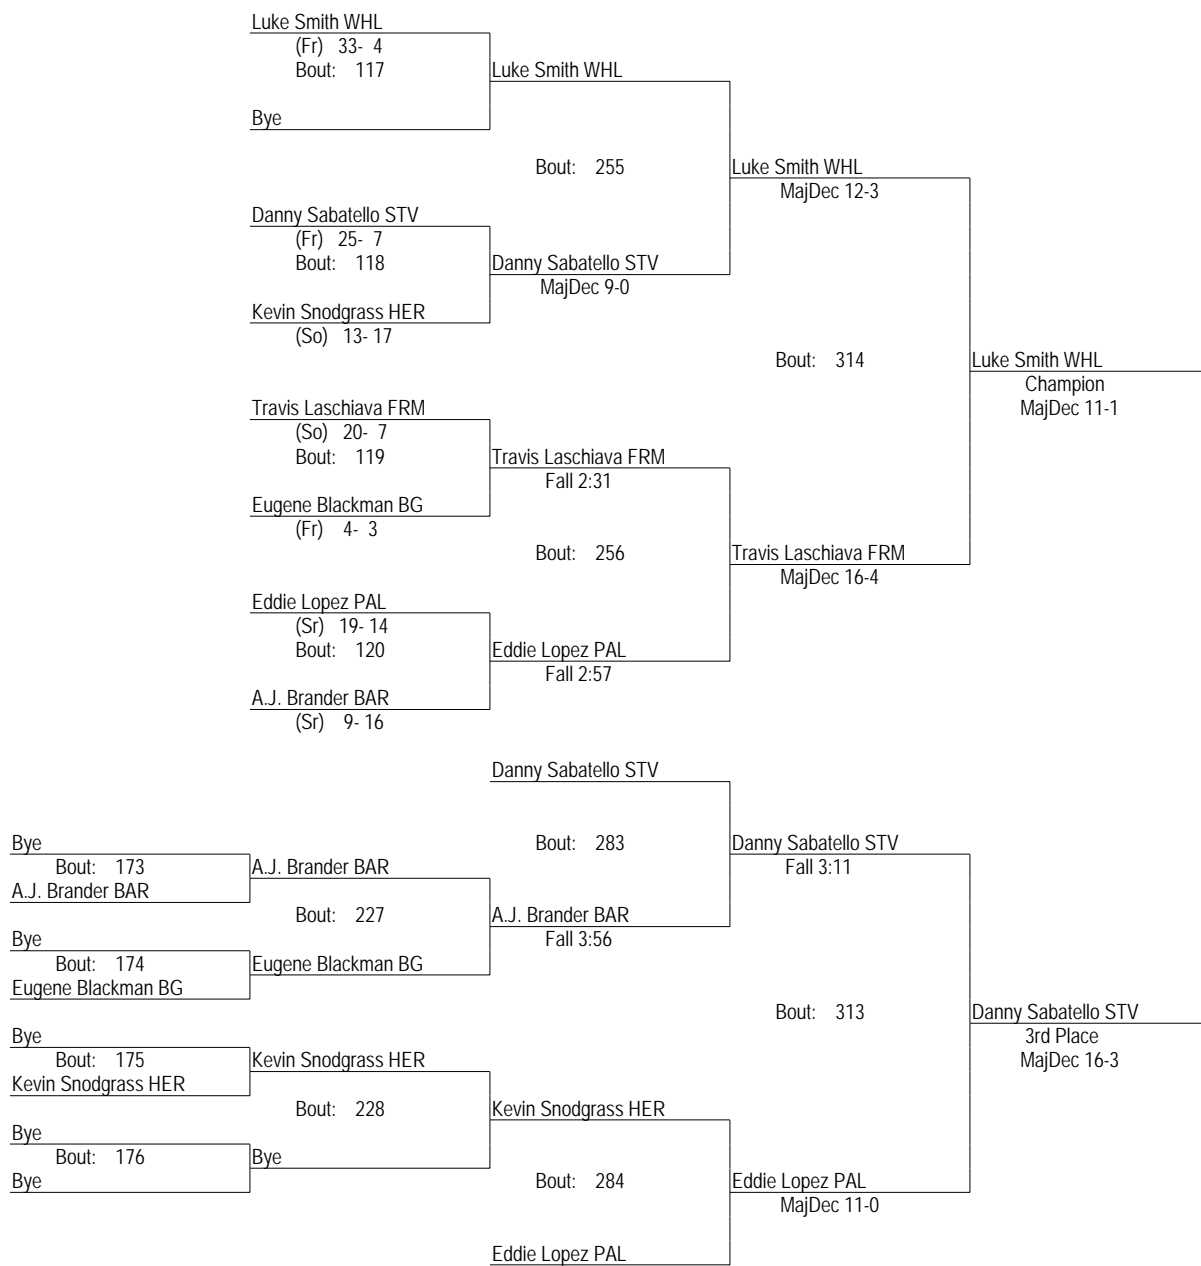 Luke Smith WHL
(Fr) 33- 4
Bout: 117
Luke Smith WHL
Bye
Bout: 255
Luke Smith WHL
MajDec 12-3
Danny Sabatello STV
(Fr) 25- 7
Bout: 118
Danny Sabatello STV
MajDec 9-0
Kevin Snodgrass HER
(So) 13- 17
Bout: 314
Luke Smith WHL
Champion
MajDec 11-1
Travis Laschiava FRM
(So) 20- 7
Bout: 119
Travis Laschiava FRM
Fall 2:31
Eugene Blackman BG
(Fr) 4- 3
Bout: 256
Travis Laschiava FRM
MajDec 16-4
Eddie Lopez PAL
(Sr) 19- 14
Bout: 120
Eddie Lopez PAL
Fall 2:57
A.J. Brander BAR
(Sr) 9- 16
Danny Sabatello STV
Bout: 283
Danny Sabatello STV
Fall 3:11
Bye
Bout: 173
A.J. Brander BAR
A.J. Brander BAR
Bout: 227
A.J. Brander BAR
Fall 3:56
Bye
Bout: 174
Eugene Blackman BG
Eugene Blackman BG
Bout: 313
Danny Sabatello STV
3rd Place
MajDec 16-3
Bye
Bout: 175
Kevin Snodgrass HER
Kevin Snodgrass HER
Bout: 228
Kevin Snodgrass HER
Bye
Bout: 176
Bye
Bye
Bout: 284
Eddie Lopez PAL
MajDec 11-0
Eddie Lopez PAL